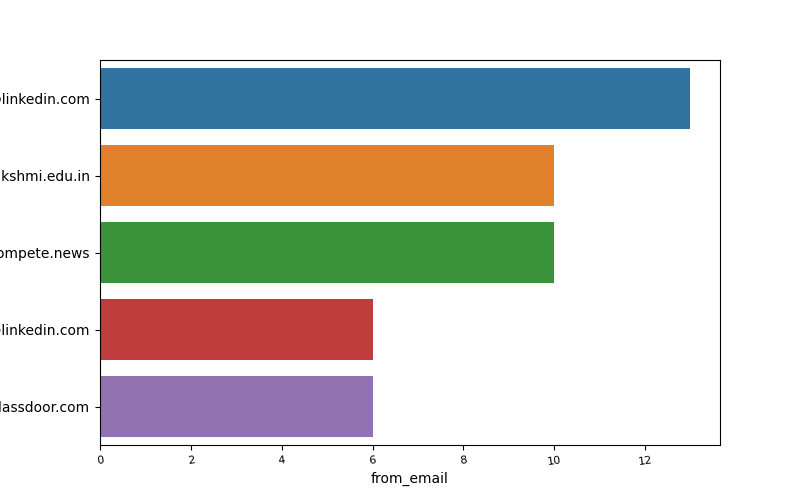 linkedin.com
kshmi.edu.in
ompete.news
linkedin.com
lassdoor.com
0 2 4 6 8 10 12
from_email